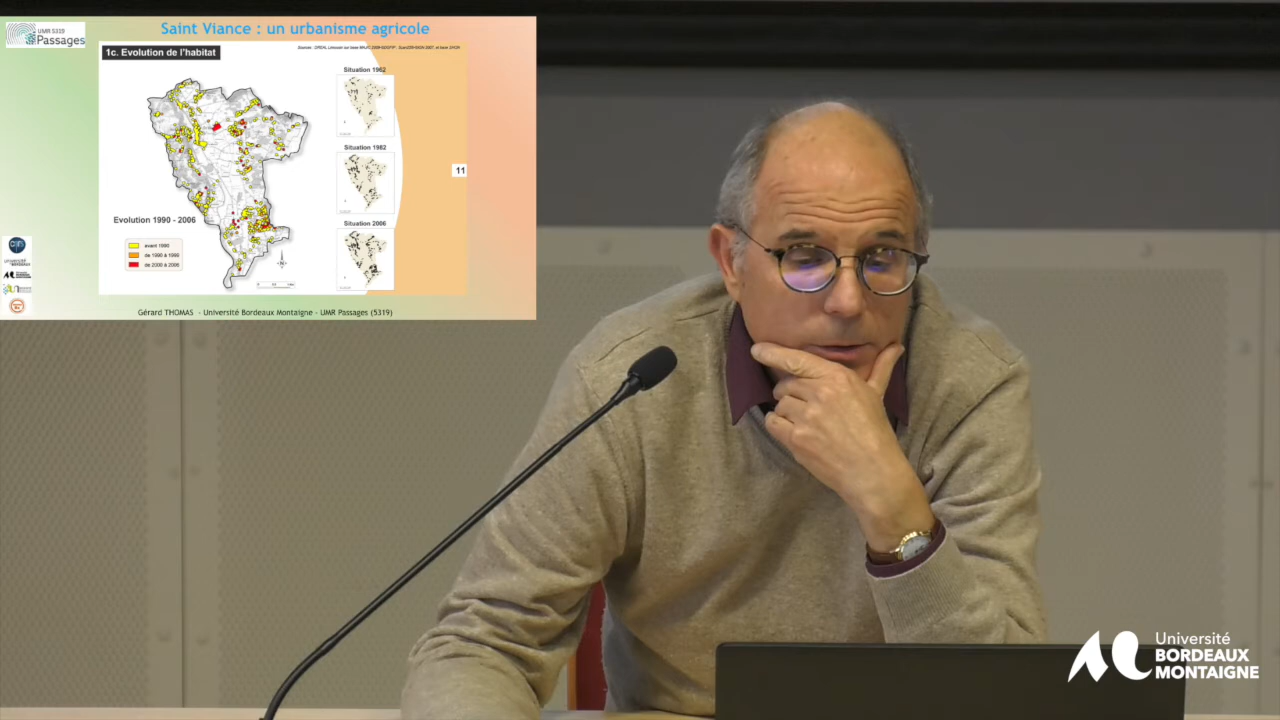 Saint Viance : un urbanisme agricole
UMR 5319
Passages
1c. Evolution de l'habitat
Situation 1962
Situation 1982
11
Evolution 1990 - 2006
Situation 2006
avant 1990
de 1990 à 1999
de 2000 à 2006
N
Gérard THOMAS - Université Bordeaux Montaigne - UMR Passages (5319)
Université
BORDEAUX
MONTAIGNE